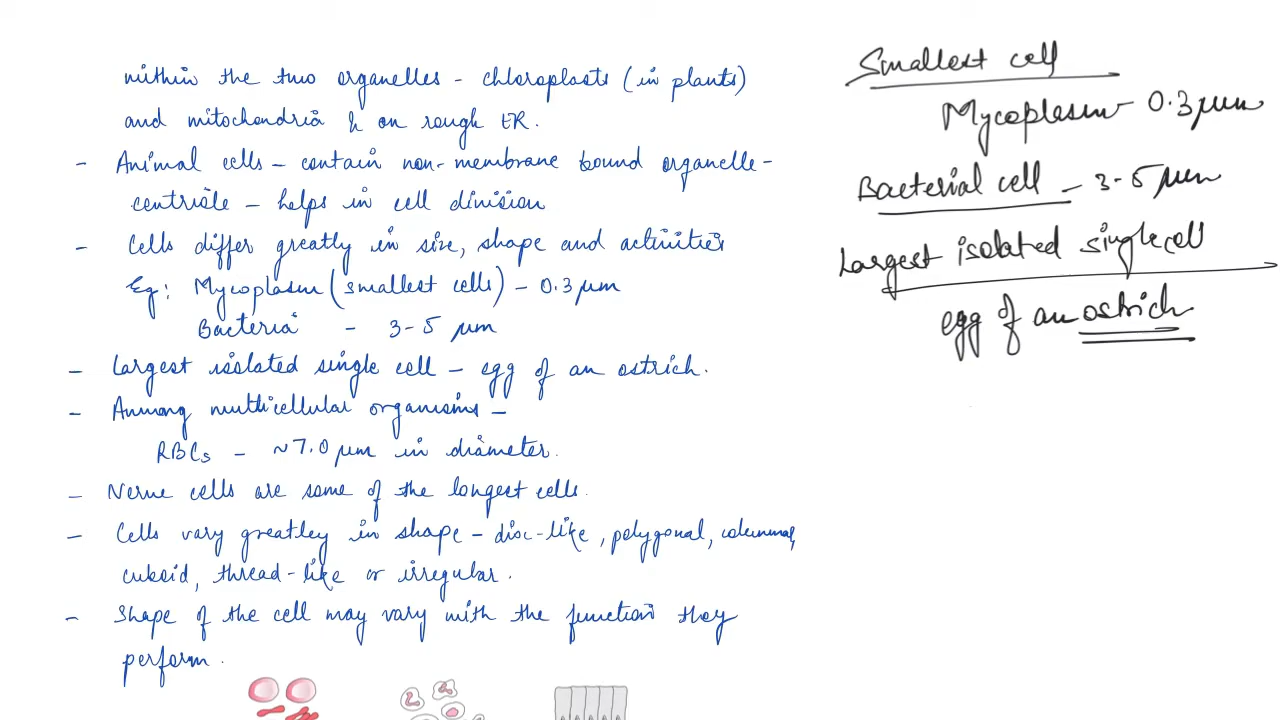 within the two organelles - chloroplasts (in plants)
and mitochondria & on rough ER.
- Animal cells - contain non-membrane bound organelle -
centriole - helps in cell division
- Cells differ greatly in size, shape and activities
Eg: Mycoplasm (smallest cells) - 0.3 μm
Bacteria - 3-5 μm
- Largest isolated single cell - egg of an ostrich.
- Among multicellular organisms -
RBCs - ~7.0 μm in diameter.
- Nerve cells are some of the longest cells.
- Cells vary greatley in shape - disc-like, polygonal, columnar,
cuboid, thread-like or irregular.
- Shape of the cell may vary with the function they
perform.
Smallest cell
Mycoplasm - 0.3 μm
Bacterial cell - 3-5 μm
Largest isolated single cell
egg of an ostrich